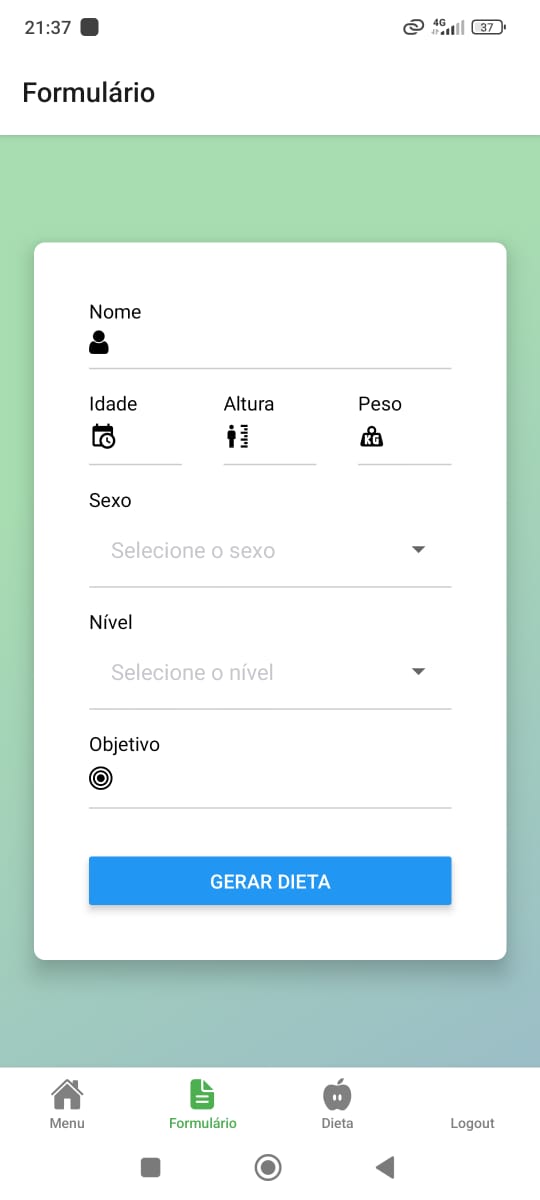 21:37 4G 37
Formulário
Nome
Idade Altura Peso
KG
Sexo
Selecione o sexo
Nível
Selecione o nível
Objetivo
GERAR DIETA
Menu Formulário Dieta Logout